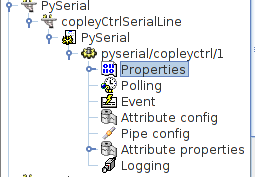 PySerial
copleyCtrlSerialLine
PySerial
pyserial/copleyctrl/1
Properties
Polling
Event
Attribute config
Pipe config
Attribute properties
Logging